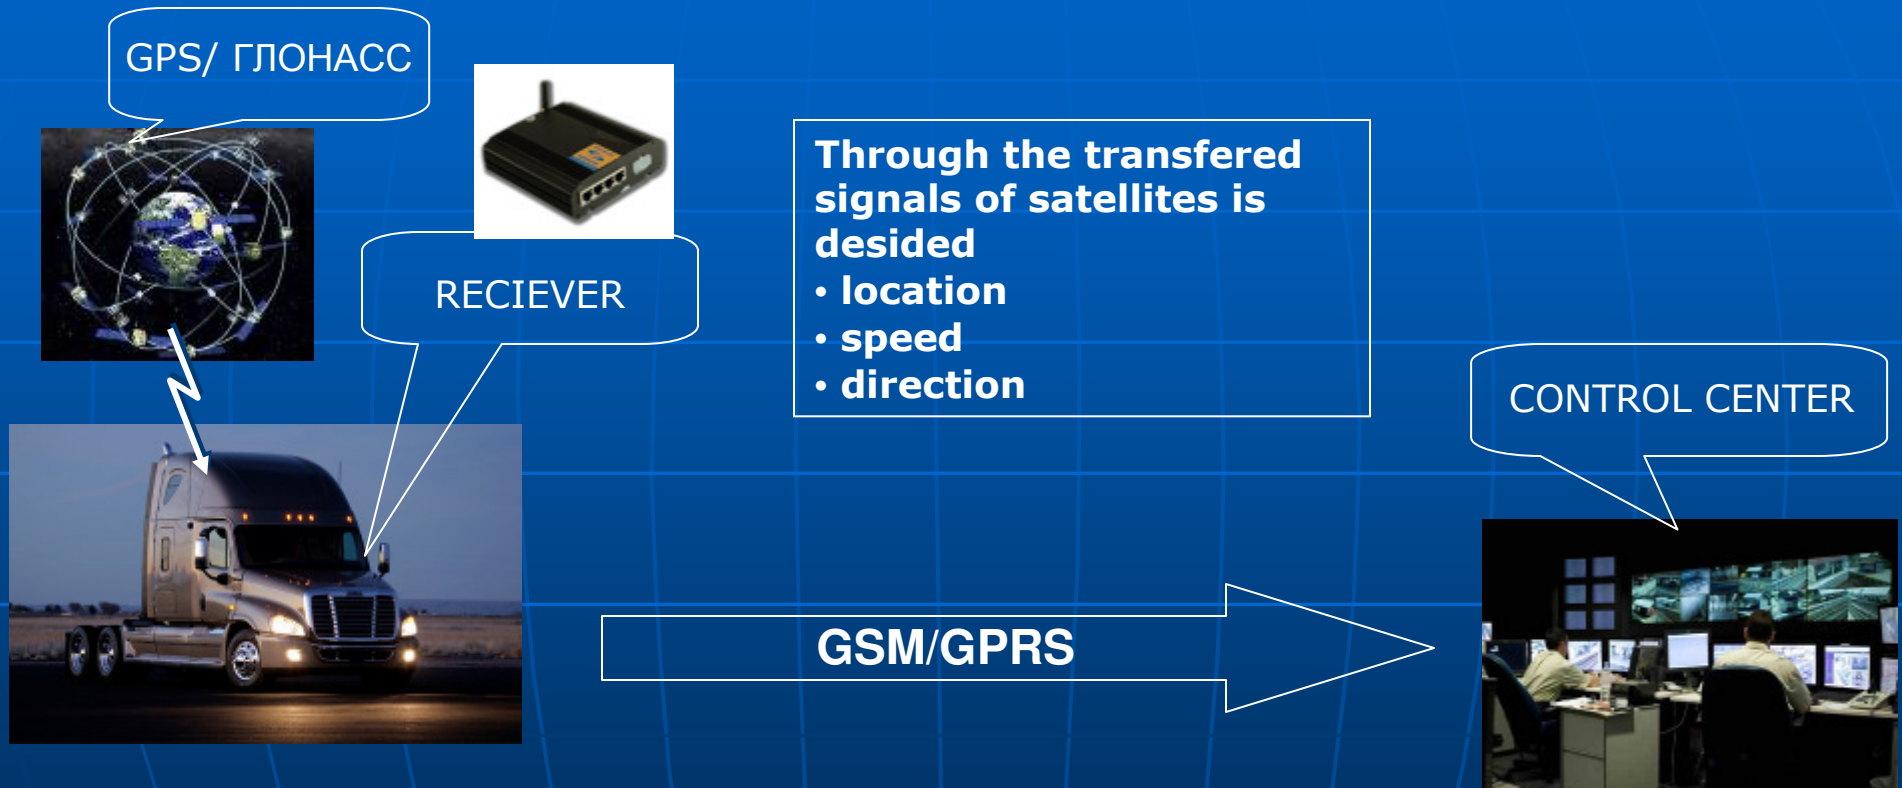 GPS/ ГЛОНАСС
RECIEVER
Through the transfered
signals of satellites is
desided
• location
• speed
• direction
CONTROL CENTER
GSM/GPRS